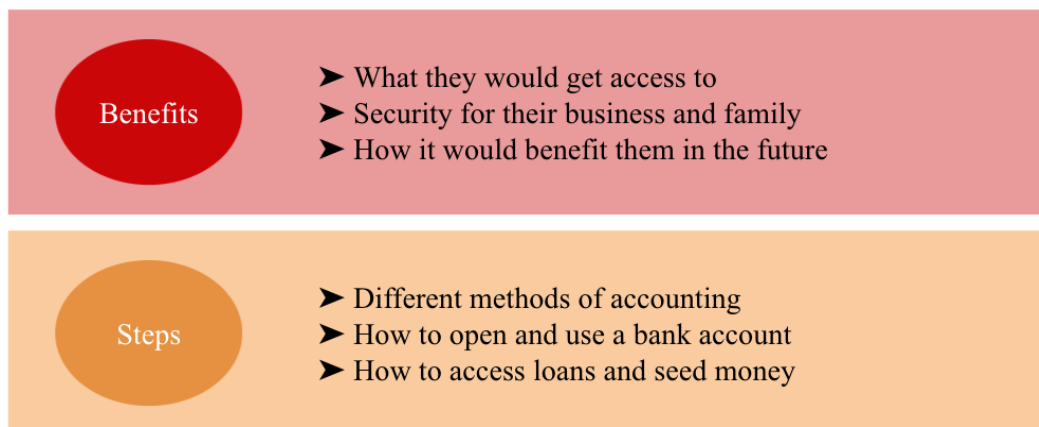 Benefits
➤ What they would get access to
➤ Security for their business and family
➤ How it would benefit them in the future
Steps
➤ Different methods of accounting
➤ How to open and use a bank account
➤ How to access loans and seed money